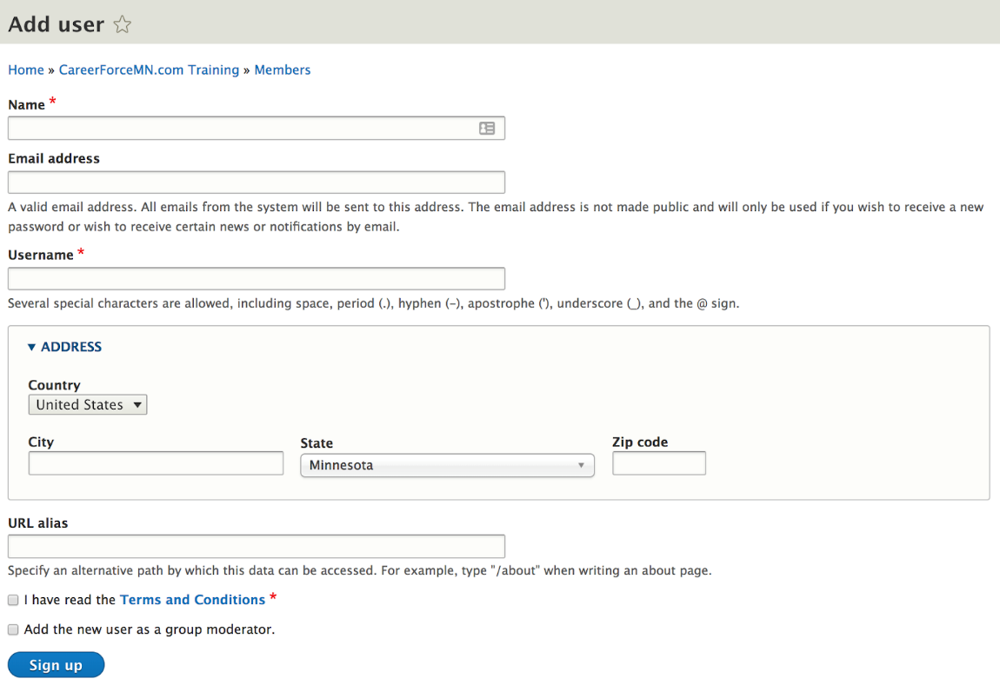 Add user
Home » CareerForceMN.com Training » Members
Name *
Email address
A valid email address. All emails from the system will be sent to this address. The email address is not made public and will only be used if you wish to receive a new
password or wish to receive certain news or notifications by email.
Username *
Several special characters are allowed, including space, period (.), hyphen (-), apostrophe ('), underscore (_), and the @ sign.
▼ ADDRESS
Country
United States
City State Zip code
Minnesota
URL alias
Specify an alternative path by which this data can be accessed. For example, type "/about" when writing an about page.
I have read the Terms and Conditions *
Add the new user as a group moderator.
Sign up